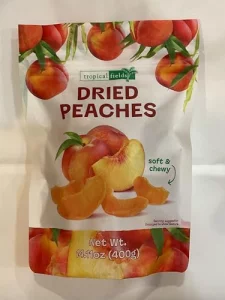 tropical fields
DRIED
PEACHES
soft &
chewy
Net Wt.
(400g)